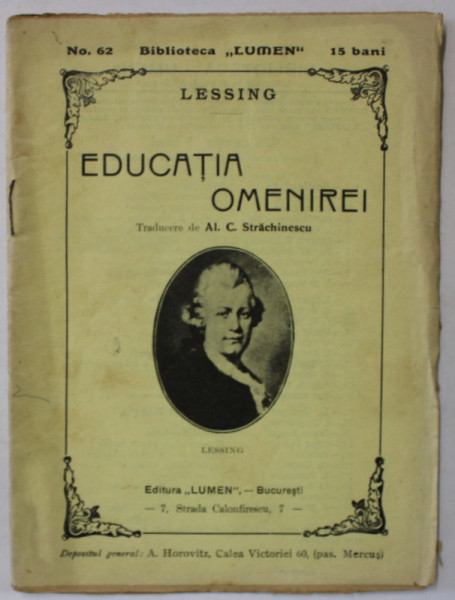 No. 62 Biblioteca „LUMEN“ 15 bani
LESSING
EDUCAȚIA
OMENIREI
Traducere de Al. C. Străchinescu
LESSING
Editura „LUMEN“, — București
— 7, Strada Calonfirescu, 7 —
Depositul general: A. Horovitz, Calea Victoriei 60, (pas. Mercuș)